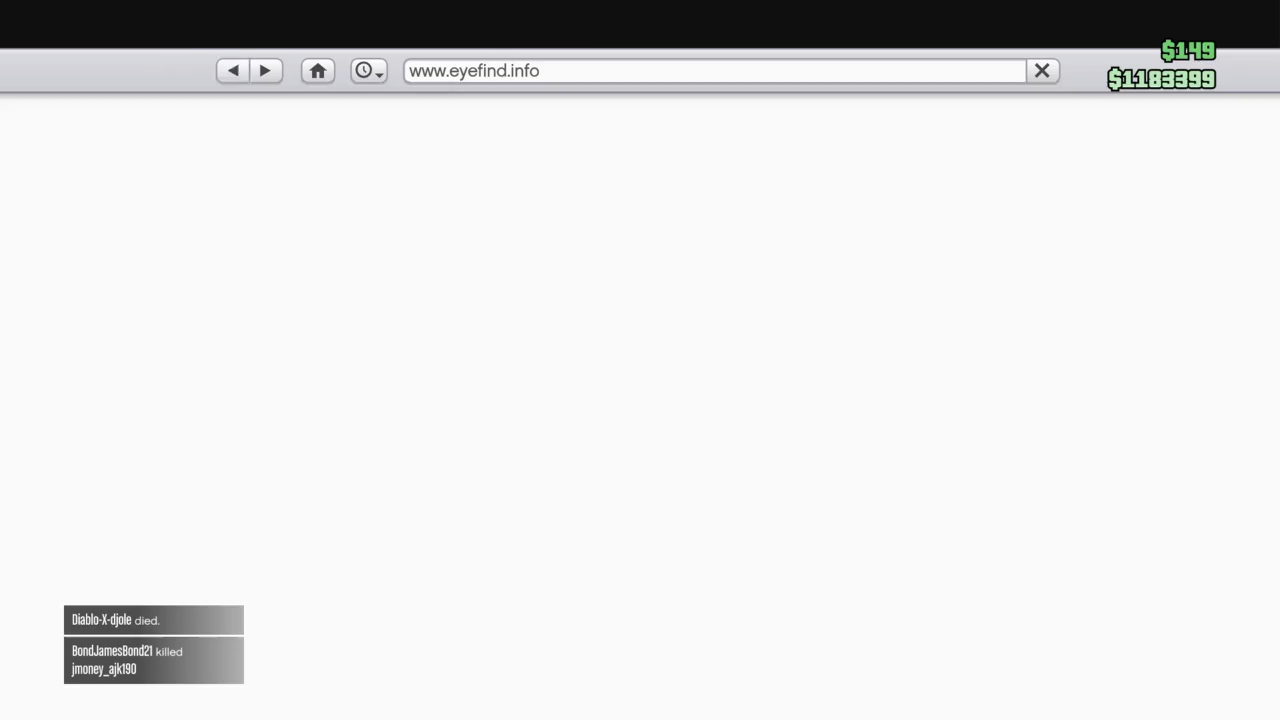 www.eyefind.info
$149
$1183399
Diablo-X-djole died.
BondJamesBond21 killed
jmoney_ajk190